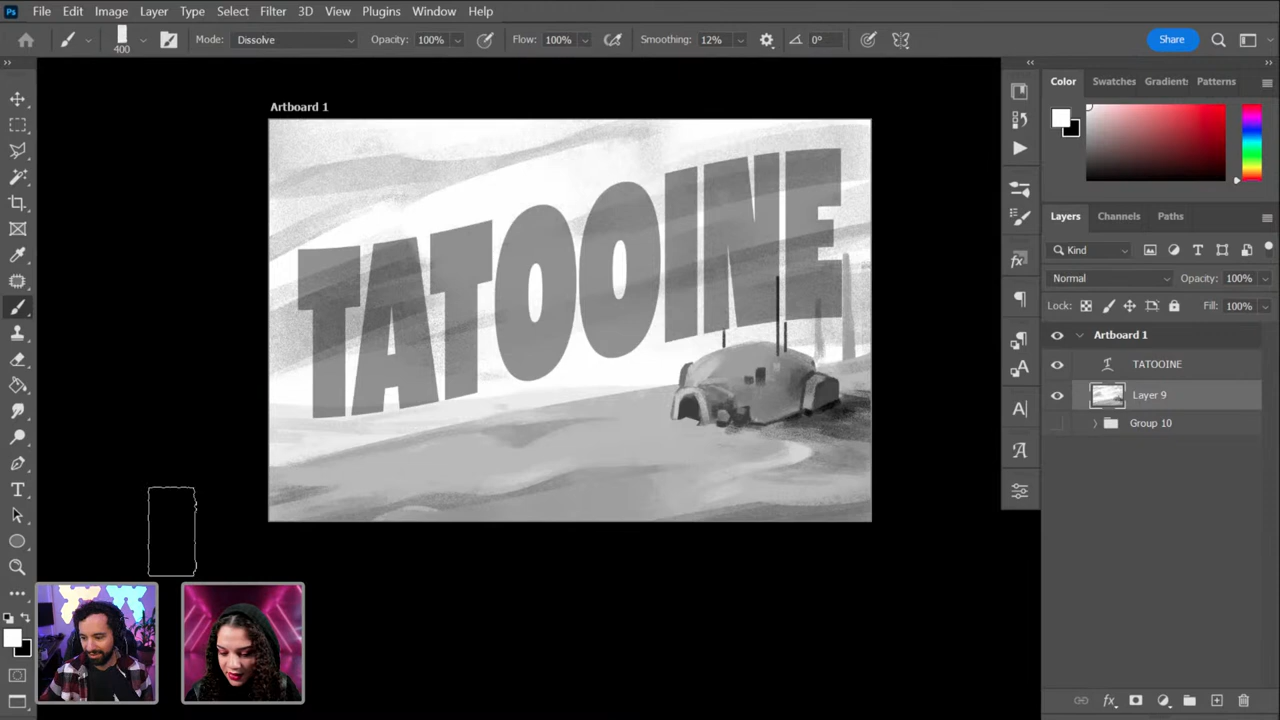 Ps File Edit Image Layer Type Select Filter 3D View Plugins Window Help
400 Mode: Dissolve Opacity: 100% Flow: 100% Smoothing: 12% 0° Share
Artboard 1
TATOOINE
Color Swatches Gradient: Patterns
Layers Channels Paths
Kind
Normal Opacity: 100%
Lock: Fill: 100%
Artboard 1
TATOOINE
Layer 9
Group 10